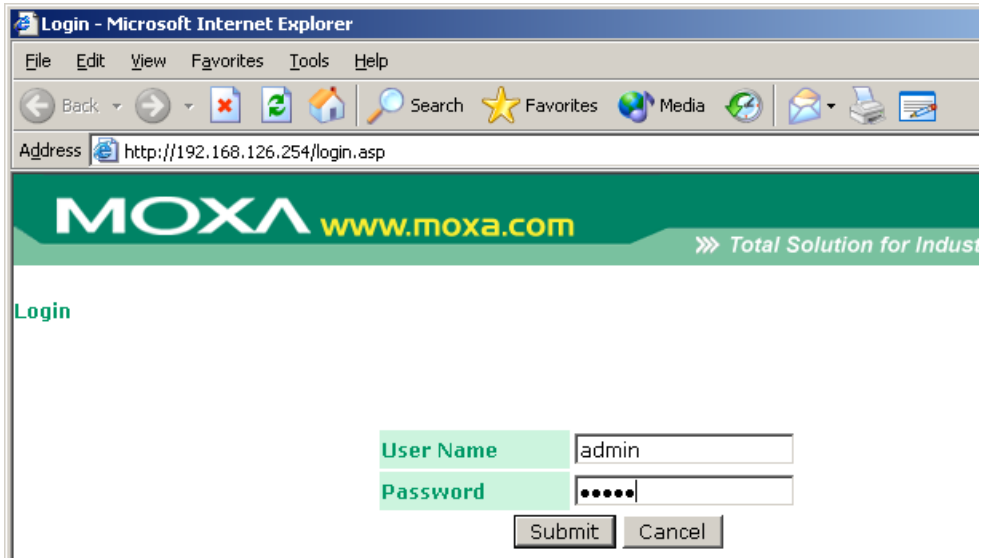 Login - Microsoft Internet Explorer
File Edit View Favorites Tools Help
Back Search Favorites Media
Address http://192.168.126.254/login.asp
MOXA www.moxa.com
Total Solution for Indust
Login
User Name admin
Password •••••
Submit Cancel